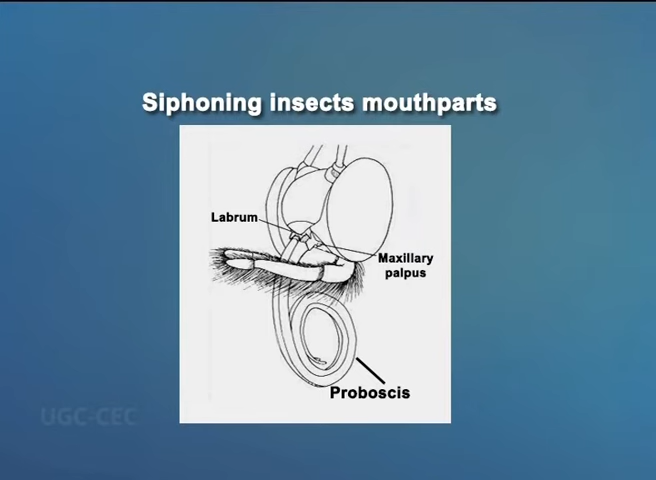 Siphoning insects mouthparts
Labrum
Maxillary
palpus
Proboscis
UGC-CEC